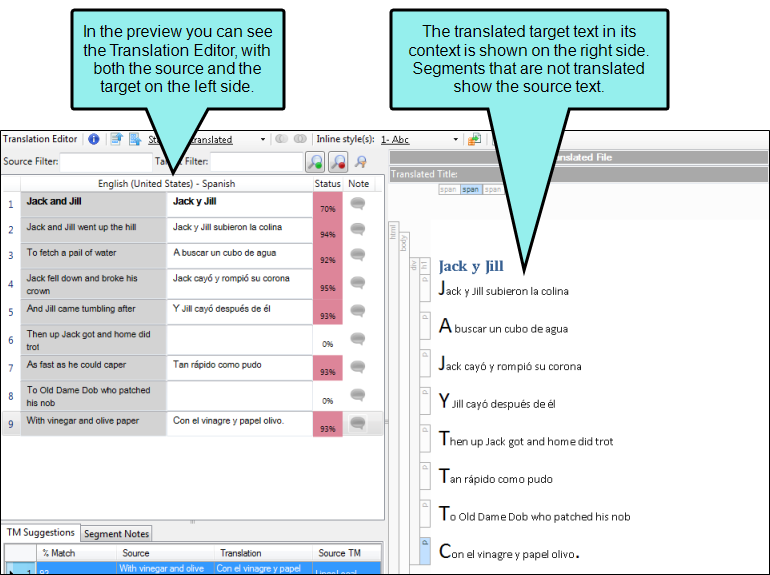 In the preview you can see
the Translation Editor, with
both the source and the
target on the left side.
The translated target text in its
context is shown on the right side.
Segments that are not translated
show the source text.
Translation Editor
Inline style(s): 1- Abc
Source Filter:
Filter:
English (United States) - Spanish Status Note
1 Jack and Jill Jack y Jill 70%
2 Jack and Jill went up the hill Jack y Jill subieron la colina 94%
3 To fetch a pail of water A buscar un cubo de agua 92%
4 Jack fell down and broke his
crown Jack cayó y rompió su corona 95%
5 And Jill came tumbling after Y Jill cayó después de él 93%
6 Then up Jack got and home did
trot 0%
7 As fast as he could caper Tan rápido como pudo 93%
8 To Old Dame Dob who patched
his nob 0%
9 With vinegar and olive paper Con el vinagre y papel olivo. 93%
TM Suggestions Segment Notes
% Match Source Translation Source TM
1 92 With vinegar and olive Con el vinagre y papel
File
Translated Title:
span span span
html
body
div
h1
Jack y Jill
p
Jack y Jill subieron la colina
p
A buscar un cubo de agua
p
Jack cayó y rompió su corona
p
Y Jill cayó después de él
p
Then up Jack got and home did trot
p
Tan rápido como pudo
p
To Old Dame Dob who patched his nob
p
Con el vinagre y papel olivo.